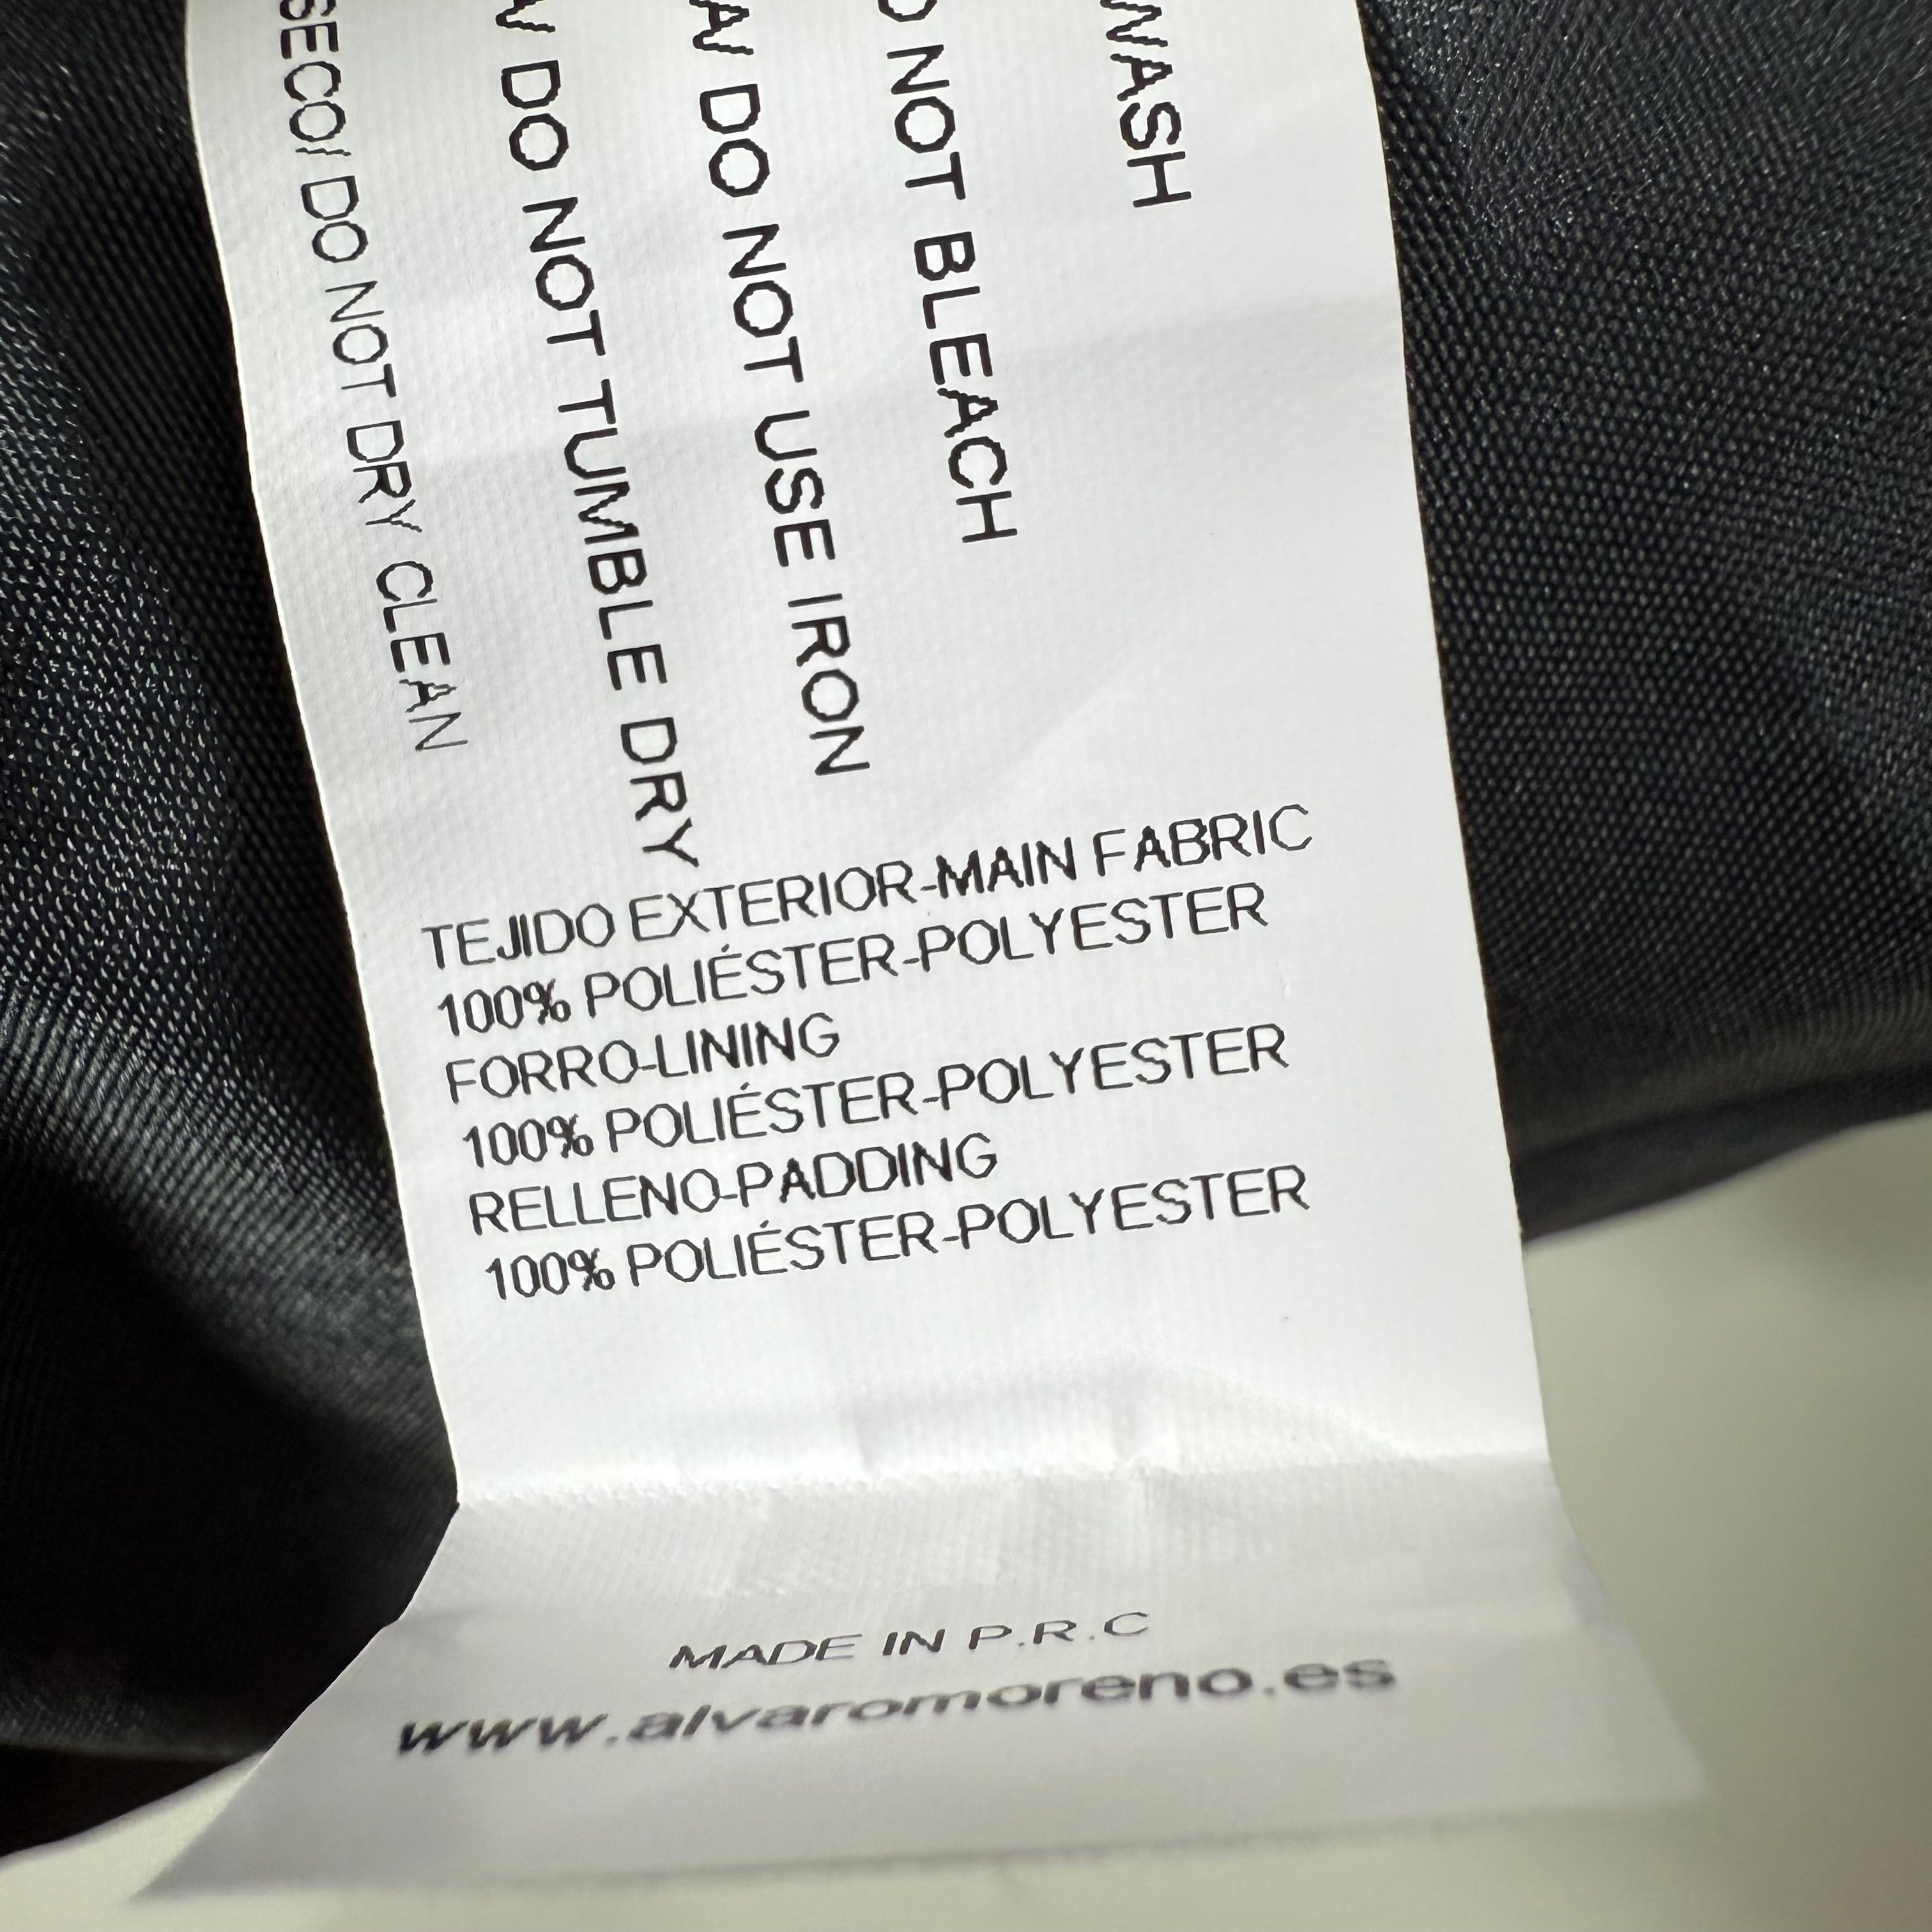 WASH
NOT BLEACH
DO NOT USE IRON
DO NOT TUMBLE DRY
SECO/ DO NOT DRY CLEAN
TEJIDO EXTERIOR-MAIN FABRIC
100% POLIÉSTER-POLYESTER
FORRO-LINING
100% POLIÉSTER-POLYESTER
RELLENO-PADDING
100% POLIÉSTER-POLYESTER
MADE IN P.R.C
www.alvaromoreno.es